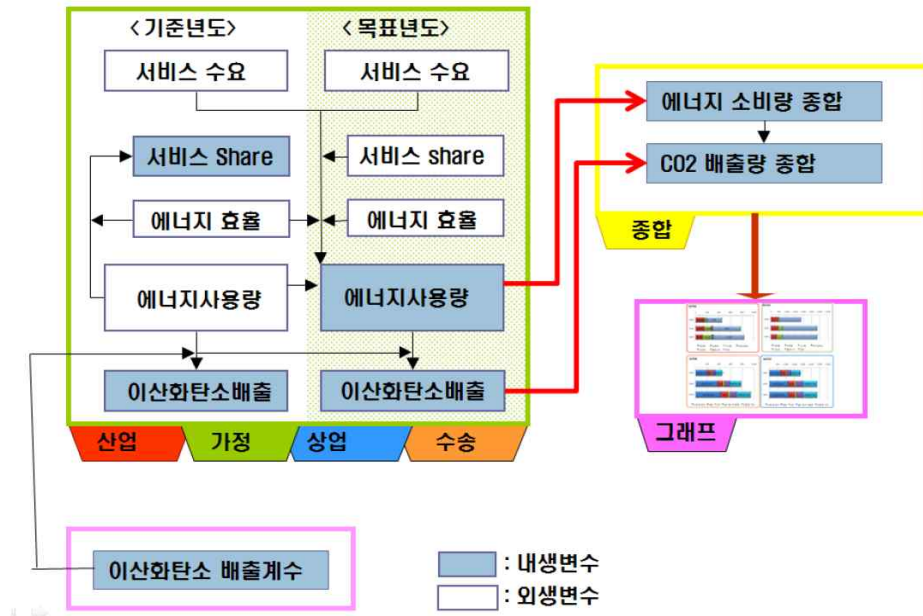 <기준년도>
<목표년도>
서비스 수요
서비스 수요
서비스 Share
서비스 share
에너지 효율
에너지 효율
에너지사용량
에너지사용량
이산화탄소배출
이산화탄소배출
산업
가정
상업
수송
에너지 소비량 종합
CO2 배출량 종합
종합
그래프
이산화탄소 배출계수
: 내생변수
: 외생변수